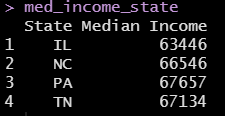 > med_income_state
State Median Income
1 IL 63446
2 NC 66546
3 PA 67657
4 TN 67134